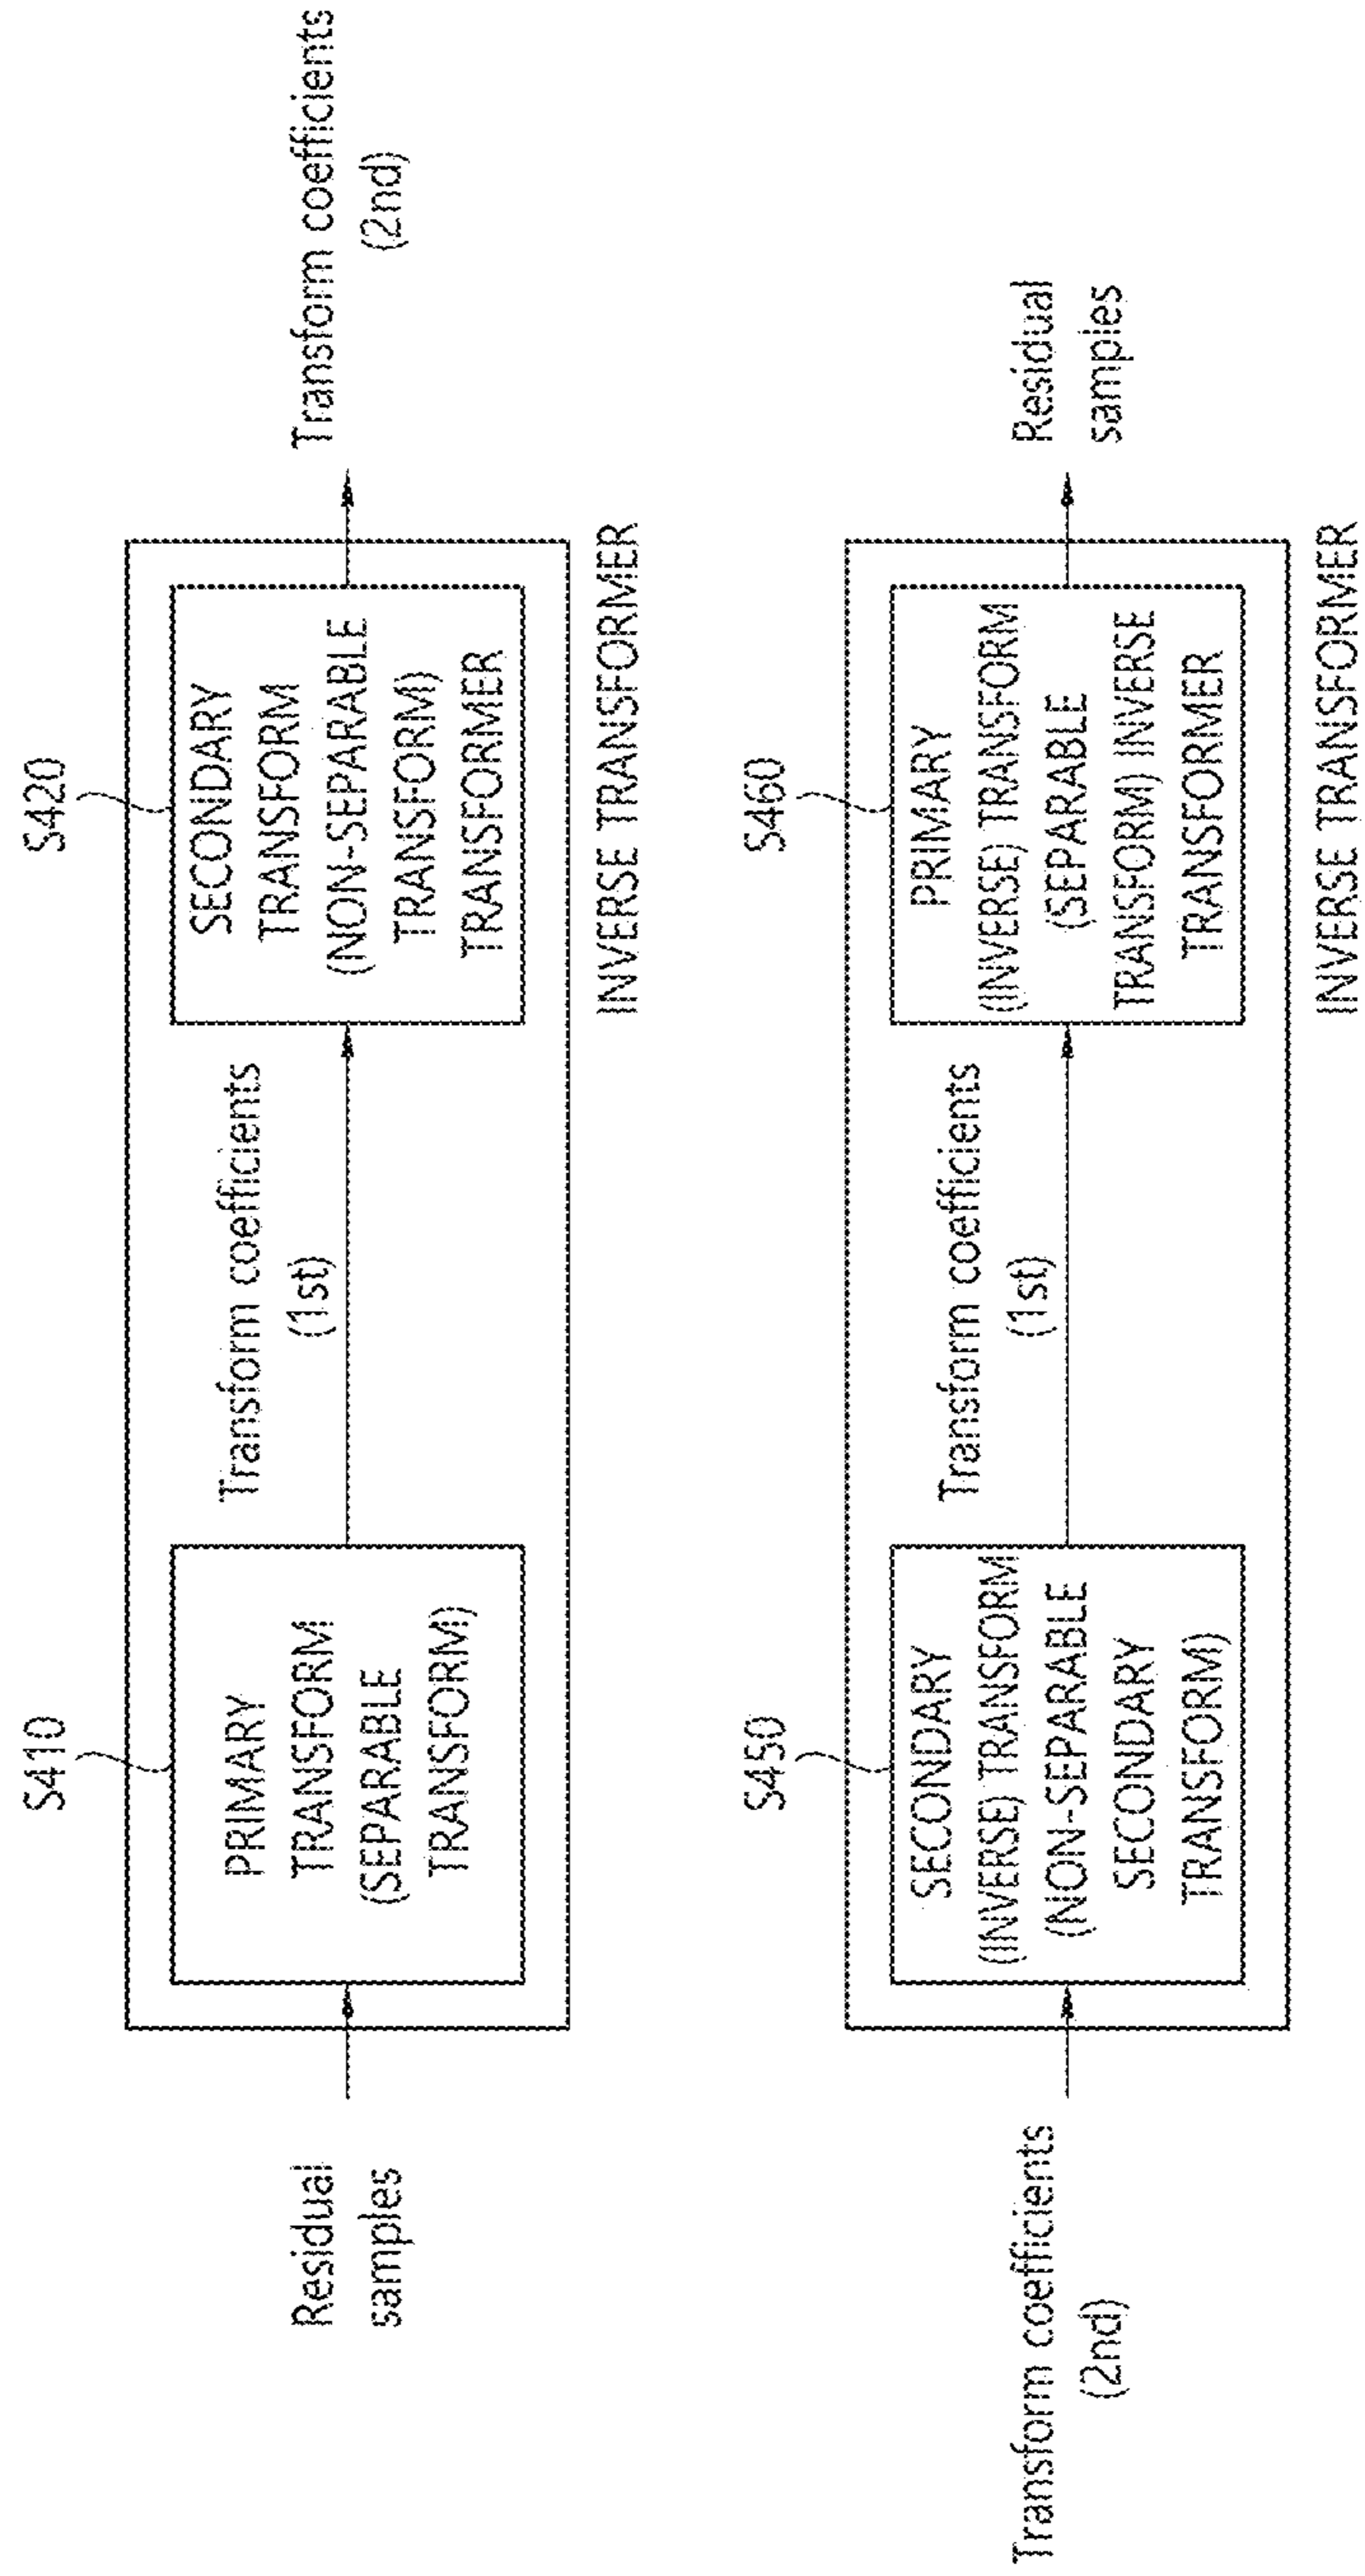 S410
S420
Residual
samples
PRIMARY
TRANSFORM
(SEPARABLE
TRANSFORM)
Transform coefficients
(1st)
SECONDARY
TRANSFORM
(NON-SEPARABLE
TRANSFORM)
TRANSFORMER
Transform coefficients
(2nd)
INVERSE TRANSFORMER
S450
S460
Transform coefficients
(2nd)
SECONDARY
(INVERSE) TRANSFORM
(NON-SEPARABLE
SECONDARY
TRANSFORM)
Transform coefficients
(1st)
PRIMARY
(INVERSE) TRANSFORM
(SEPARABLE
TRANSFORM) INVERSE
TRANSFORMER
Residual
samples
INVERSE TRANSFORMER